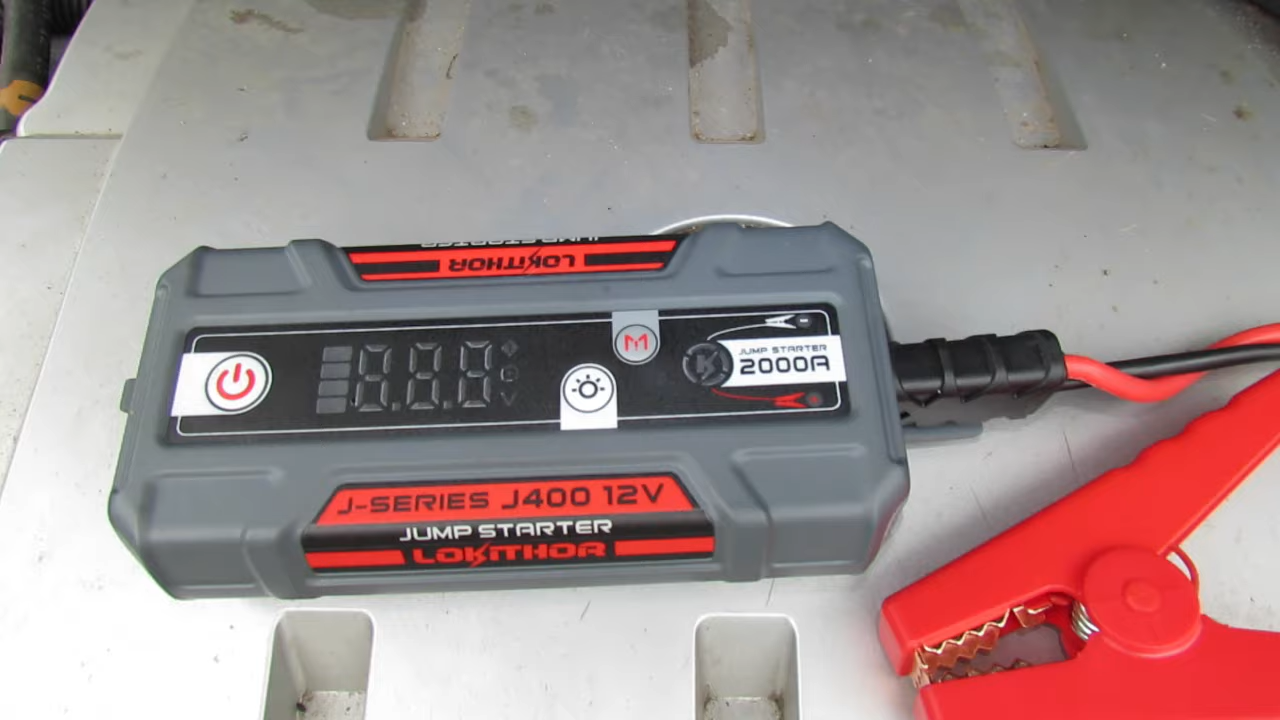 JUMP STARTER
LOKITHOR
M
JUMP STARTER
2000A
V
J-SERIES J400 12V
JUMP STARTER
LOKITHOR